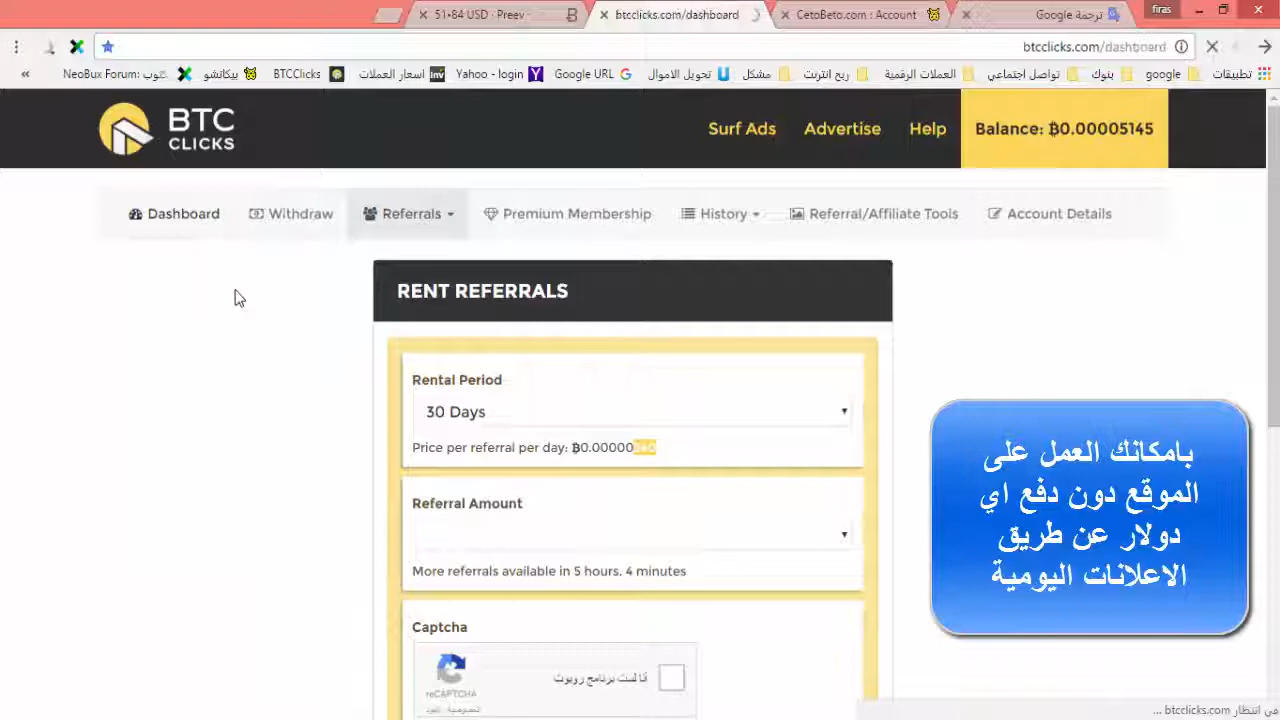 51*84 USD - Preev
btcclicks.com/dashboard
CetoBeto.com : Account
ترجمة Google
firas
btcclicks.com/dashboard
«
NeoBux Forum:
بيكاتشو
BTCClicks
اسعار العملات
Yahoo - login
Google URL
تحويل الاموال
مشكل
ربح انترنت
العملات الرقمية
تواصل اجتماعي
بنوك
google
تطبيقات
BTC
CLICKS
Surf Ads
Advertise
Help
Balance: ₿0.00005145
Dashboard
Withdraw
Referrals
Premium Membership
History
Referral/Affiliate Tools
Account Details
RENT REFERRALS
Rental Period
30 Days
Price per referral per day: ₿0.00000
Referral Amount
More referrals available in 5 hours, 4 minutes
Captcha
أنا لست برنامج روبوت
reCAPTCHA
بامكانك العمل على
الموقع دون دفع اي
دولار عن طريق
الاعلانات اليومية
في انتظار btcclicks.com ...